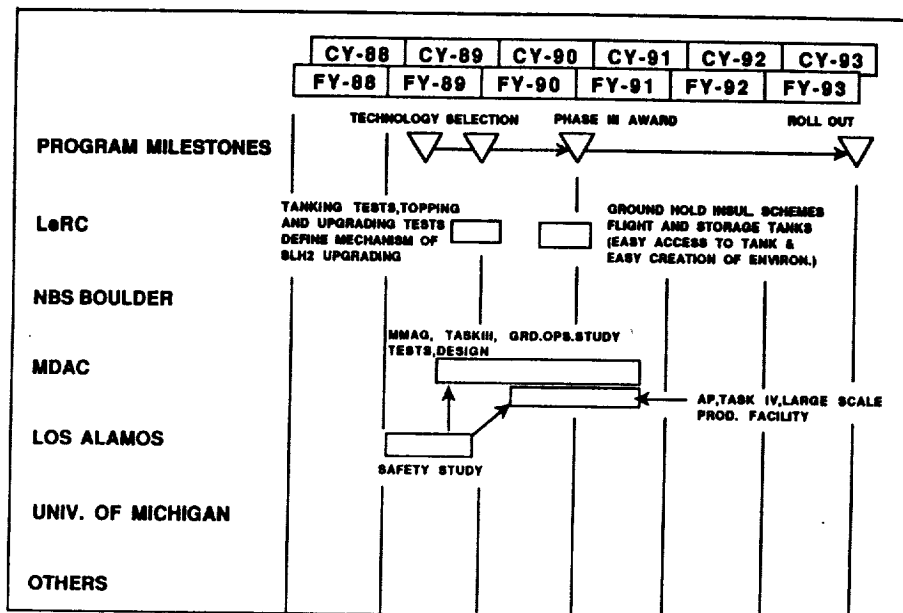 CY-88 CY-89 CY-90 CY-91 CY-92 CY-93
FY-88 FY-89 FY-90 FY-91 FY-92 FY-93
TECHNOLOGY SELECTION PHASE III AWARD ROLL OUT
PROGRAM MILESTONES
LeRC
TANKING TESTS,TOPPING
AND UPGRADING TESTS
DEFINE MECHANISM OF
SLH2 UPGRADING
GROUND HOLD INSUL. SCHEMES
FLIGHT AND STORAGE TANKS
(EASY ACCESS TO TANK &
EASY CREATION OF ENVIRON.)
NBS BOULDER
MMAG, TASKIII, GRD.OPS.STUDY
TESTS,DESIGN
MDAC
AP,TASK IV,LARGE SCALE
PROD. FACILITY
LOS ALAMOS
SAFETY STUDY
UNIV. OF MICHIGAN
OTHERS